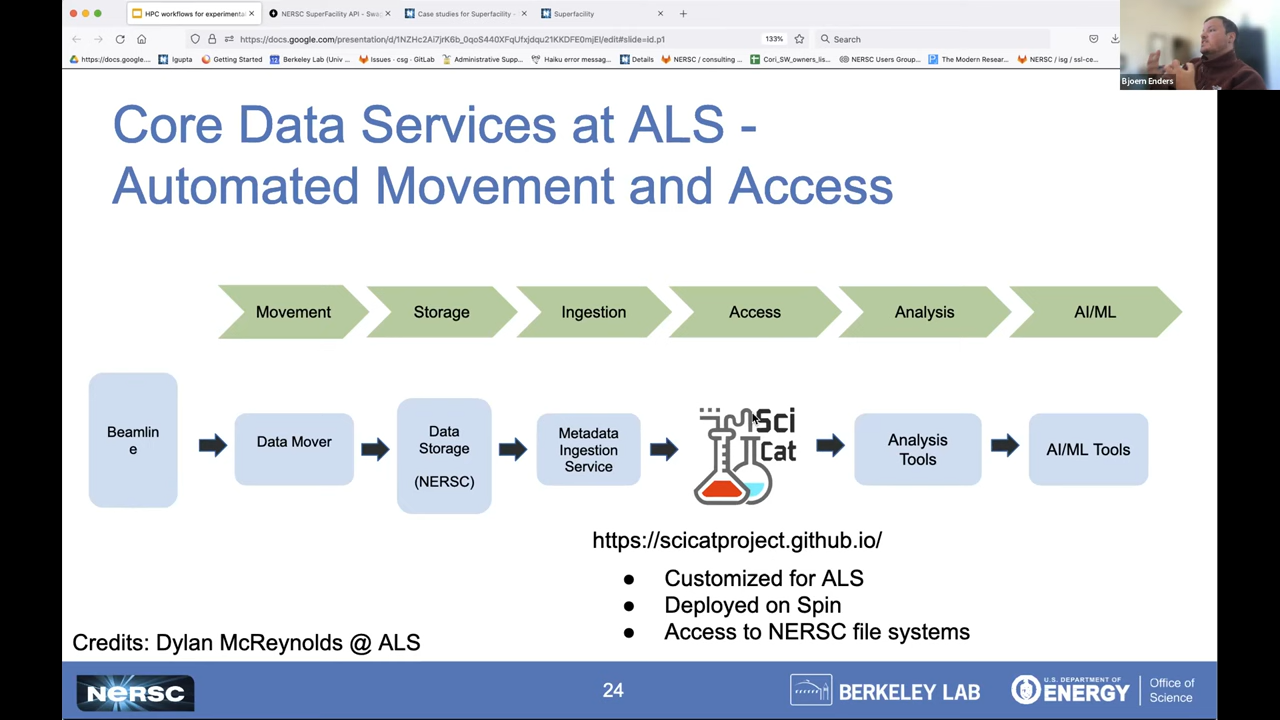 HPC workflows for experimenta
NERSC SuperFacility API - Swa
Case studies for Superfacility -
Superfacility
https://docs.google.com/presentation/d/1NZHc2Ai7jrK6b_0qoS440XFqUfxjdqu21KKDFE0mjEI/edit#slide=id.p1
133%
Search
https://docs.google....
lgupta
Getting Started
Berkeley Lab (Univ ...
Issues · csg · GitLab
Administrative Supp...
Haiku error messag...
Details
NERSC / consulting ...
Cori_SW_owners_lis...
NERSC Users Group...
The Modern Resear...
NERSC / isg / ssl-ce...
Bjoern Enders
Core Data Services at ALS -
Automated Movement and Access
Movement
Storage
Ingestion
Access
Analysis
AI/ML
Beamlin
e
Data Mover
Data
Storage
(NERSC)
Metadata
Ingestion
Service
Sci
Cat
Analysis
Tools
AI/ML Tools
https://scicatproject.github.io/
● Customized for ALS
● Deployed on Spin
● Access to NERSC file systems
Credits: Dylan McReynolds @ ALS
NERSC
24
BERKELEY LAB
U.S. DEPARTMENT OF
ENERGY
Office of
Science